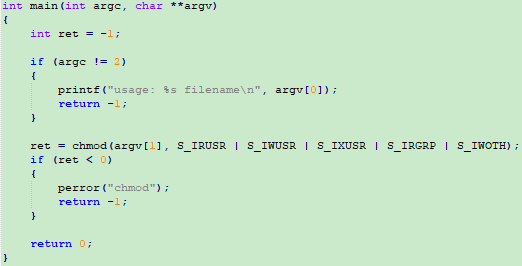 int main(int argc, char **argv)
{
    int ret = -1;
    if (argc != 2)
    {
        printf("usage: %s filename\n", argv[0]);
        return -1;
    }
    ret = chmod(argv[1], S_IRUSR | S_IWUSR | S_IXUSR | S_IRGRP | S_IWOTH);
    if (ret < 0)
    {
        perror("chmod");
        return -1;
    }
    return 0;
}